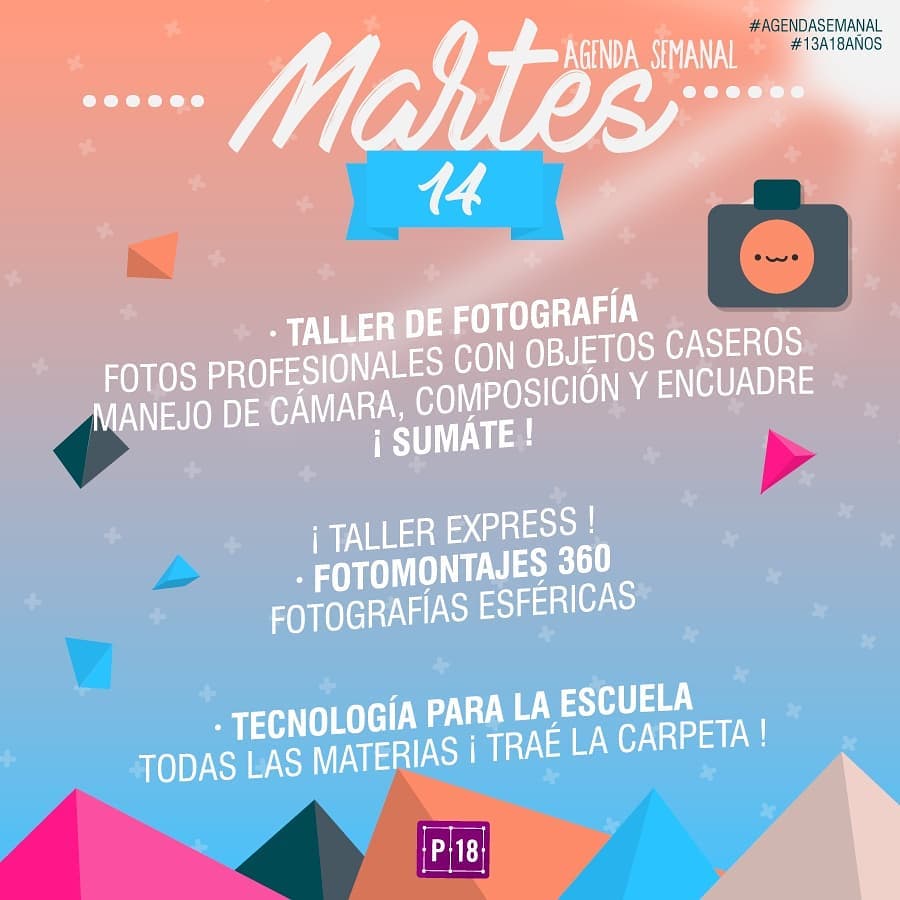 #AGENDASEMANAL
#13A18AÑOS
AGENDA SEMANAL
Martes
14
· TALLER DE FOTOGRAFÍA
FOTOS PROFESIONALES CON OBJETOS CASEROS
MANEJO DE CÁMARA, COMPOSICIÓN Y ENCUADRE
¡ SUMÁTE !
¡ TALLER EXPRESS !
· FOTOMONTAJES 360
FOTOGRAFÍAS ESFÉRICAS
· TECNOLOGÍA PARA LA ESCUELA
TODAS LAS MATERIAS ¡ TRAÉ LA CARPETA !
P 18